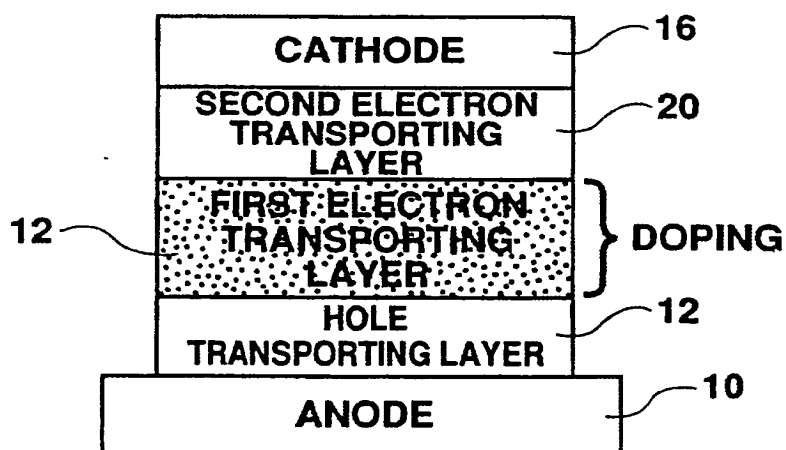 CATHODE
16
SECOND ELECTRON
TRANSPORTING
LAYER
20
FIRST ELECTRON
TRANSPORTING
LAYER
12
DOPING
HOLE
TRANSPORTING LAYER
12
ANODE
10